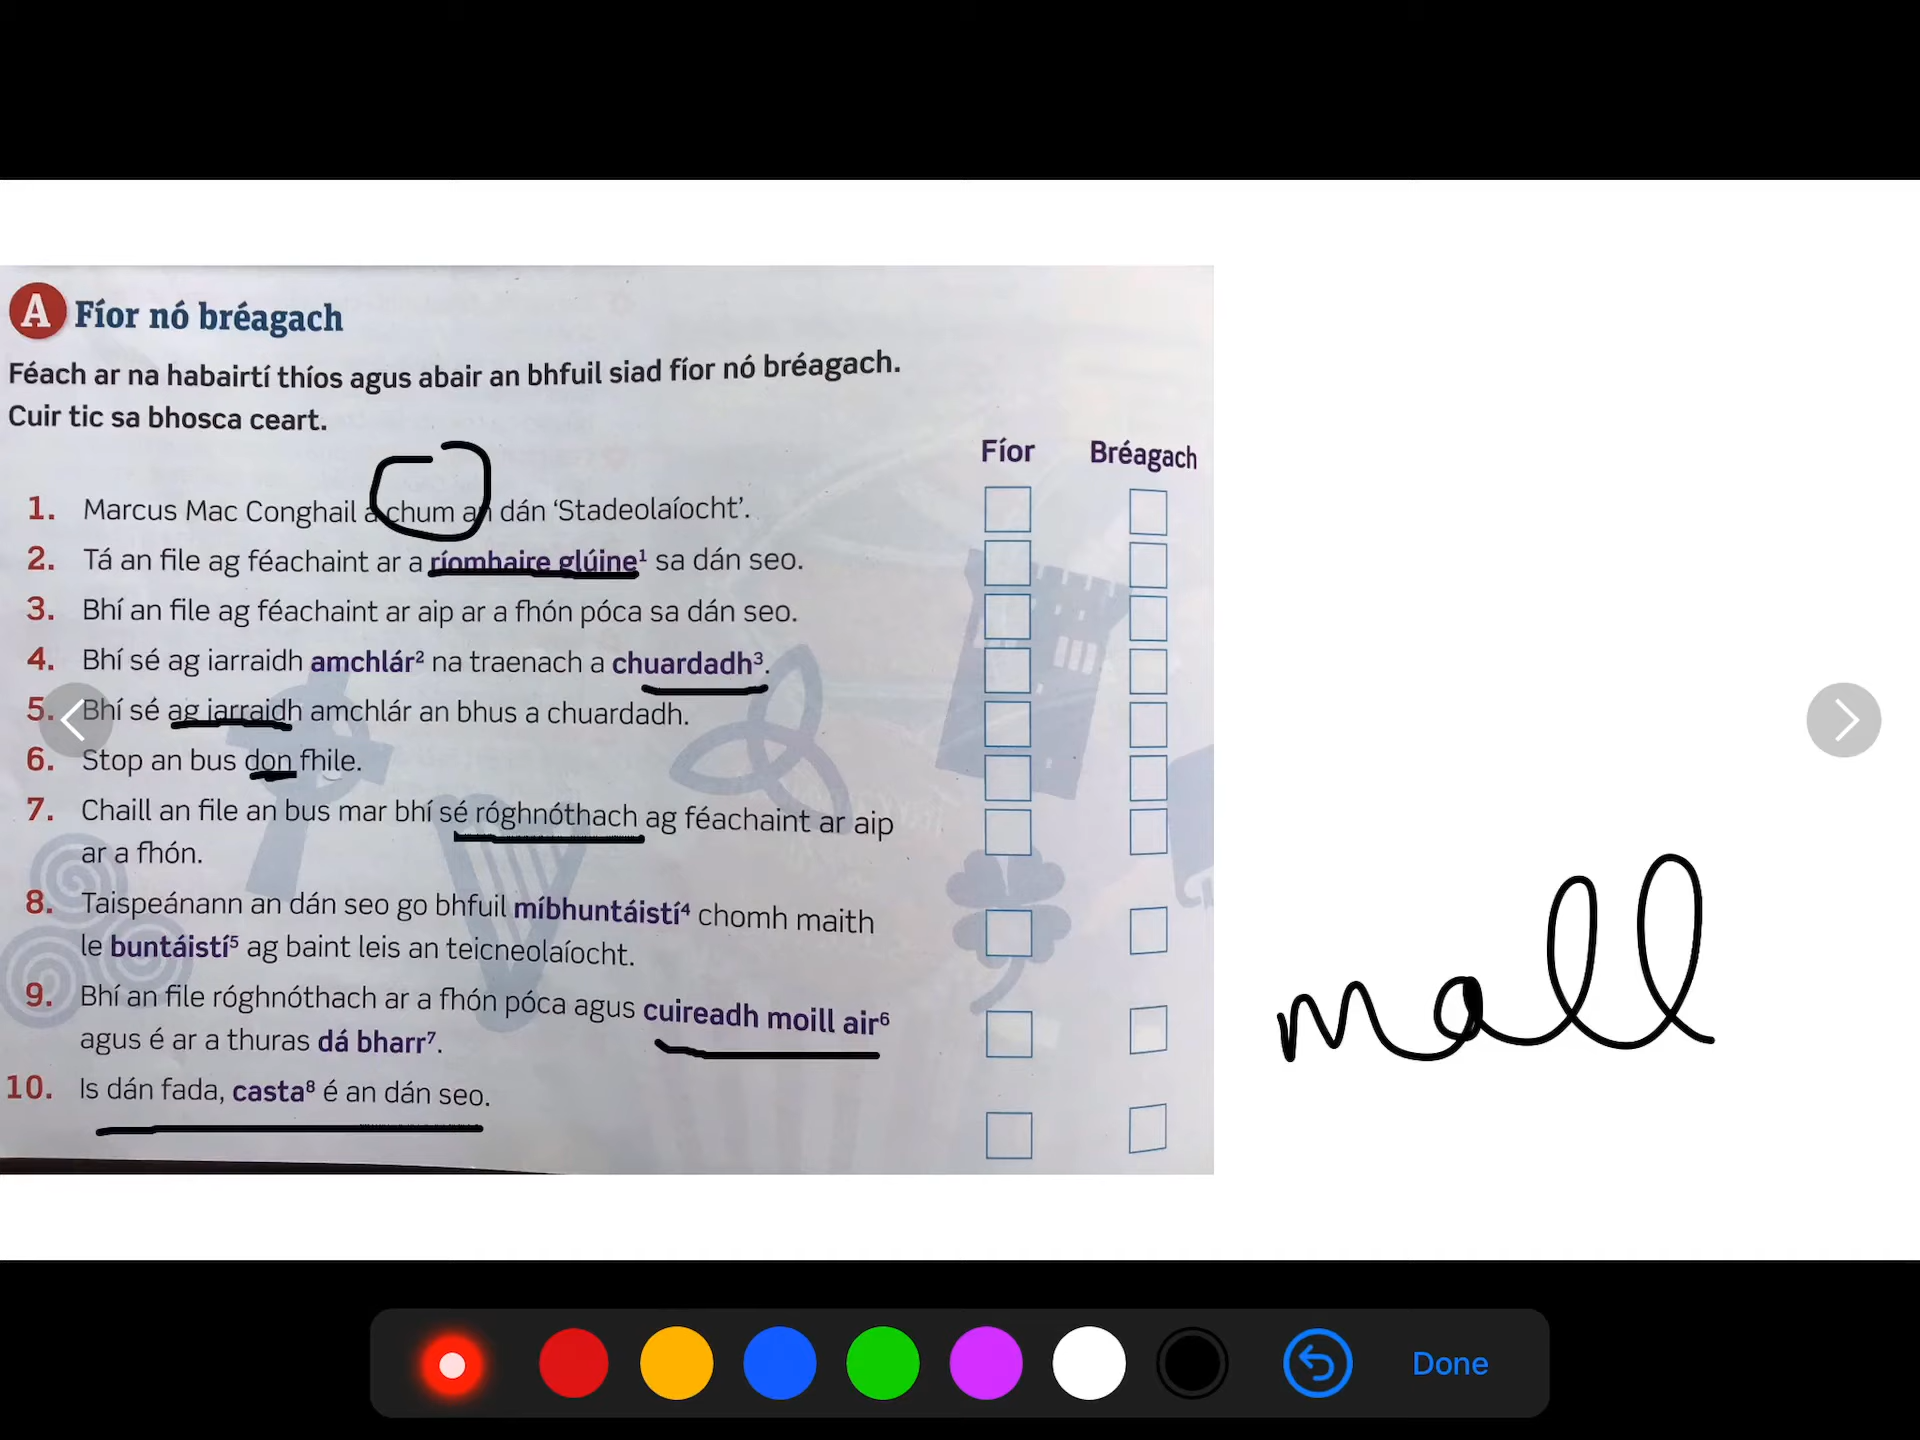 A Fíor nó bréagach
Féach ar na habairtí thíos agus abair an bhfuil siad fíor nó bréagach.
Cuir tic sa bhosca ceart.
Fíor Bréagach
1. Marcus Mac Conghail a chum an dán ‘Stadeolaíocht’.
2. Tá an file ag féachaint ar a ríomhaire glúine¹ sa dán seo.
3. Bhí an file ag féachaint ar aip ar a fhón póca sa dán seo.
4. Bhí sé ag iarraidh amchlár² na traenach a chuardadh³.
5. Bhí sé ag iarraidh amchlár an bhus a chuardadh.
6. Stop an bus don fhile.
7. Chaill an file an bus mar bhí sé róghnóthach ag féachaint ar aip
ar a fhón.
8. Taispeánann an dán seo go bhfuil míbhuntáistí⁴ chomh maith
le buntáistí⁵ ag baint leis an teicneolaíocht.
9. Bhí an file róghnóthach ar a fhón póca agus cuireadh moill air⁶
agus é ar a thuras dá bharr⁷.
10. Is dán fada, casta⁸ é an dán seo.
mall
Done